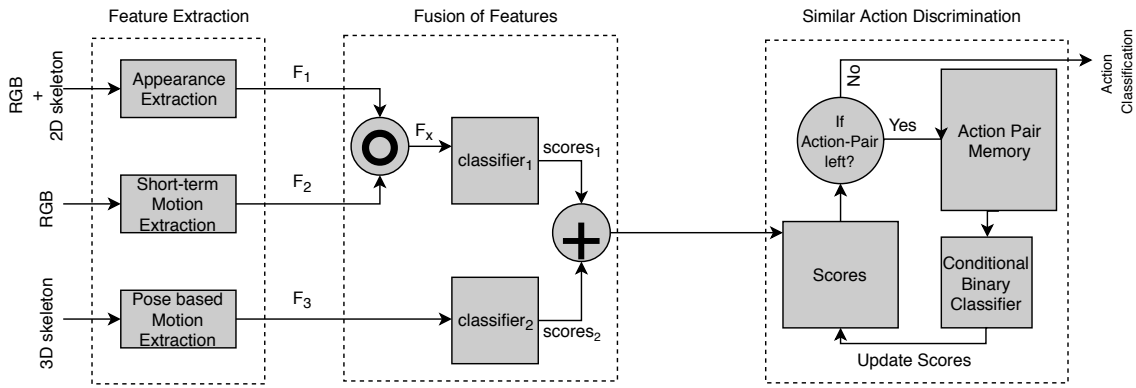 Feature Extraction
Fusion of Features
Similar Action Discrimination
RGB
+
2D skeleton
Appearance
Extraction
F1
RGB
Short-term
Motion
Extraction
F2
3D skeleton
Pose based
Motion
Extraction
F3
Fx
classifier1
scores1
classifier2
scores2
Scores
If
Action-Pair
left?
No
Yes
Action Pair
Memory
Conditional
Binary
Classifier
Update Scores
Action
Classification